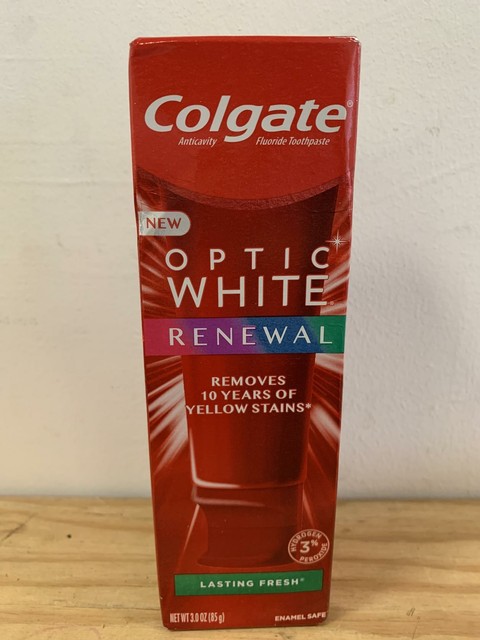 Colgate®
Anticavity Fluoride Toothpaste
NEW
OPTIC
WHITE®
RENEWAL
REMOVES
10 YEARS OF
YELLOW STAINS*
HYDROGEN
3%
PEROXIDE
LASTING FRESH®
NET WT 3.0 OZ (85 g)
ENAMEL SAFE